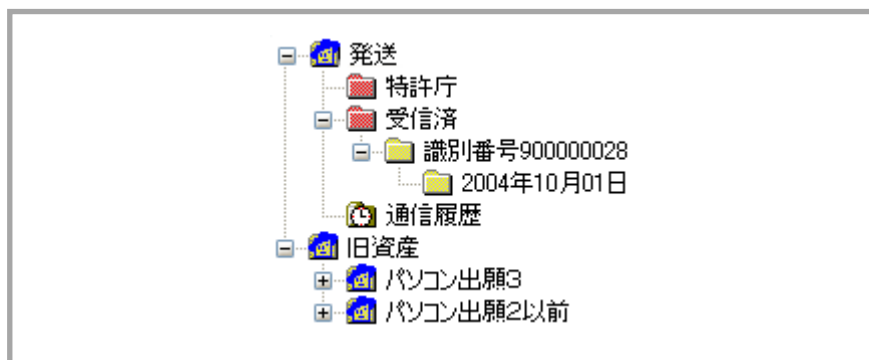 発送
特許庁
受信済
識別番号900000028
2004年10月01日
通信履歴
旧資産
パソコン出願3
パソコン出願2以前